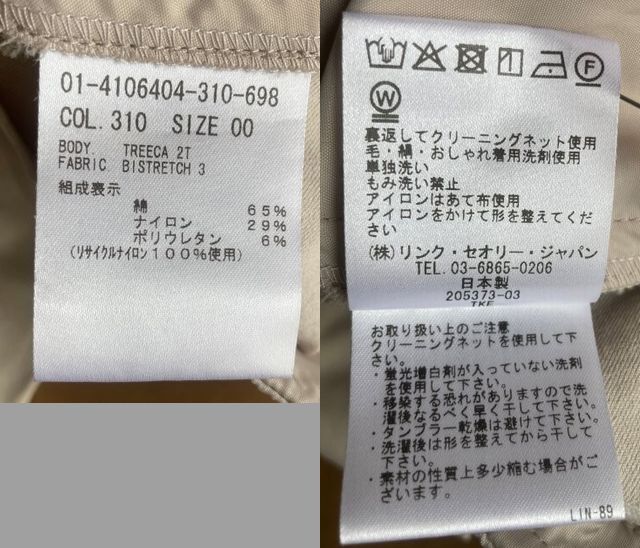 01-4106404-310-698
COL. 310 SIZE 00
BODY. TREECA 2T
FABRIC BISTRETCH 3
組成表示
綿 65%
ナイロン 29%
ポリウレタン 6%
(リサイクルナイロン100%使用)
F
W
裏返してクリーニングネット使用
毛・絹・おしゃれ着用洗剤使用
単独洗い
もみ洗い禁止
アイロンはあて布使用
アイロンをかけて形を整えてくだ
さい
(株)リンク・セオリー・ジャパン
TEL. 03-6865-0206
日本製
205373-03
TKE
お取り扱い上のご注意
クリーニングネットを使用して下
さい。
・蛍光増白剤が入っていない洗剤
を使用して下さい。
・移染する恐れがありますので洗
濯後なるべく早く干して下さい。
・タンブラー乾燥は避けて下さい。
・洗濯後は形を整えてから干して
下さい。
・素材の性質上多少縮む場合がご
ざいます。
LIN-89